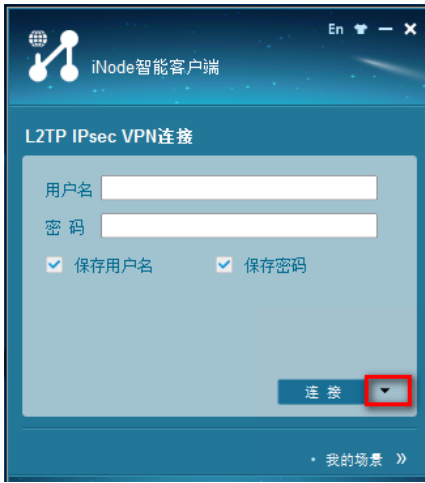 En
iNode智能客户端
L2TP IPsec VPN连接
用户名
密 码
保存用户名 保存密码
连 接
· 我的场景 »